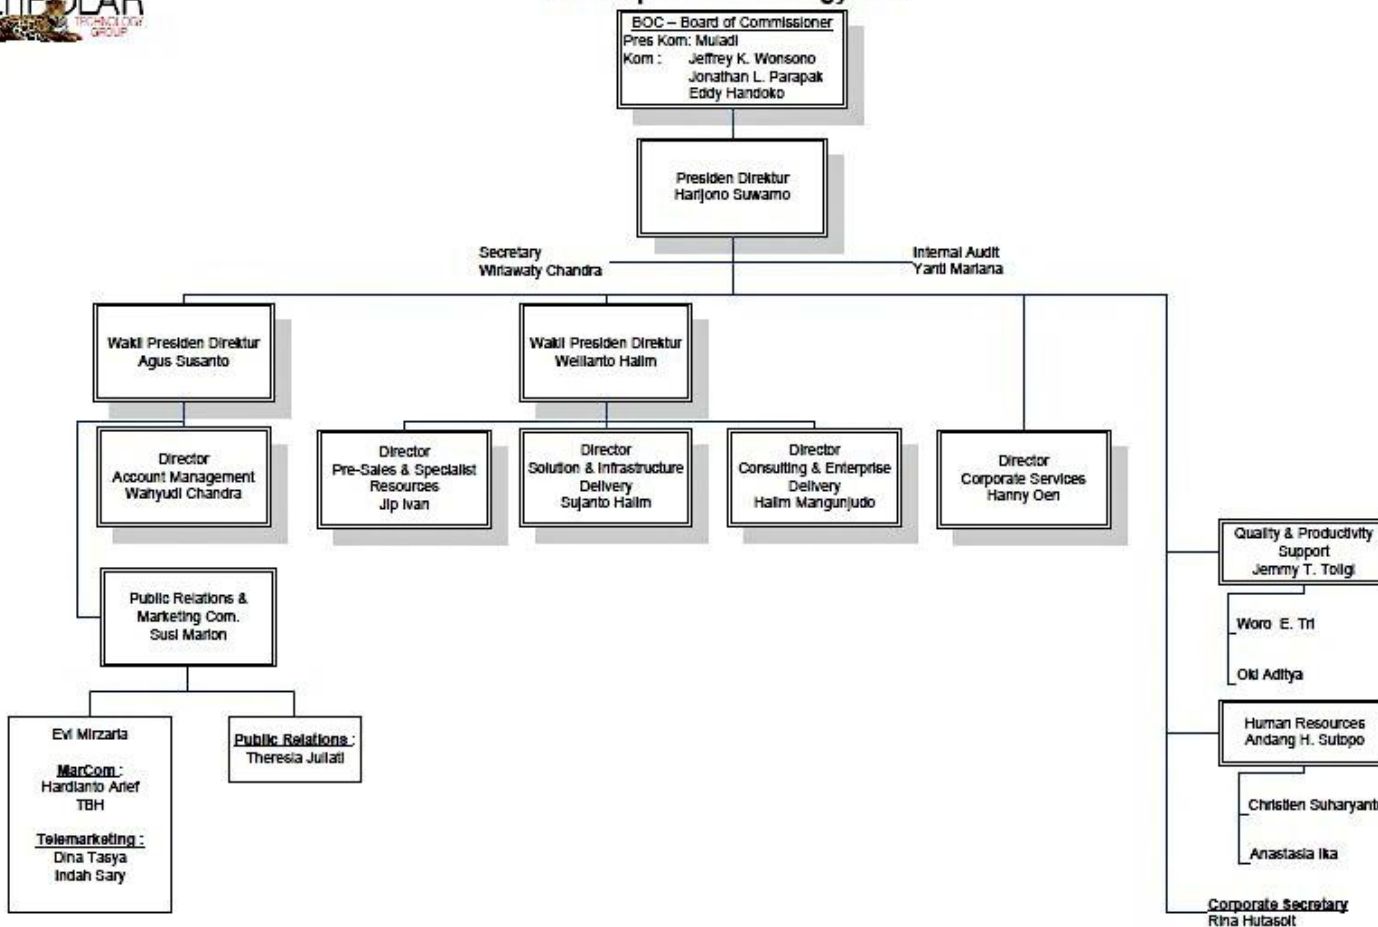 TECHNOLOGY
GROUP
BOC – Board of Commissioner
Pres Kom: Muladi
Kom : Jeffrey K. Wonsono
Jonathan L. Parapak
Eddy Handoko
Presiden Direktur
Harijono Suwarno
Secretary
Wiriawaty Chandra
Internal Audit
Yanti Mariana
Wakil Presiden Direktur
Agus Susanto
Wakil Presiden Direktur
Welianto Halim
Director
Account Management
Wahyudi Chandra
Director
Pre-Sales & Specialist
Resources
Jip Ivan
Director
Solution & Infrastructure
Delivery
Sujanto Halim
Director
Consulting & Enterprise
Delivery
Halim Mangunjudo
Director
Corporate Services
Hanny Oen
Quality & Productivity
Support
Jemmy T. Toligi
Woro E. Tri
Oki Aditya
Public Relations &
Marketing Com.
Susi Marion
Human Resources
Andang H. Sutopo
Christien Suharyant
Anastasia Ika
Evi Mirzaria
MarCom :
Hardianto Arief
TBH
Telemarketing :
Dina Tasya
Indah Sary
Public Relations :
Theresia Juliati
Corporate Secretary
Rina Hutasoit